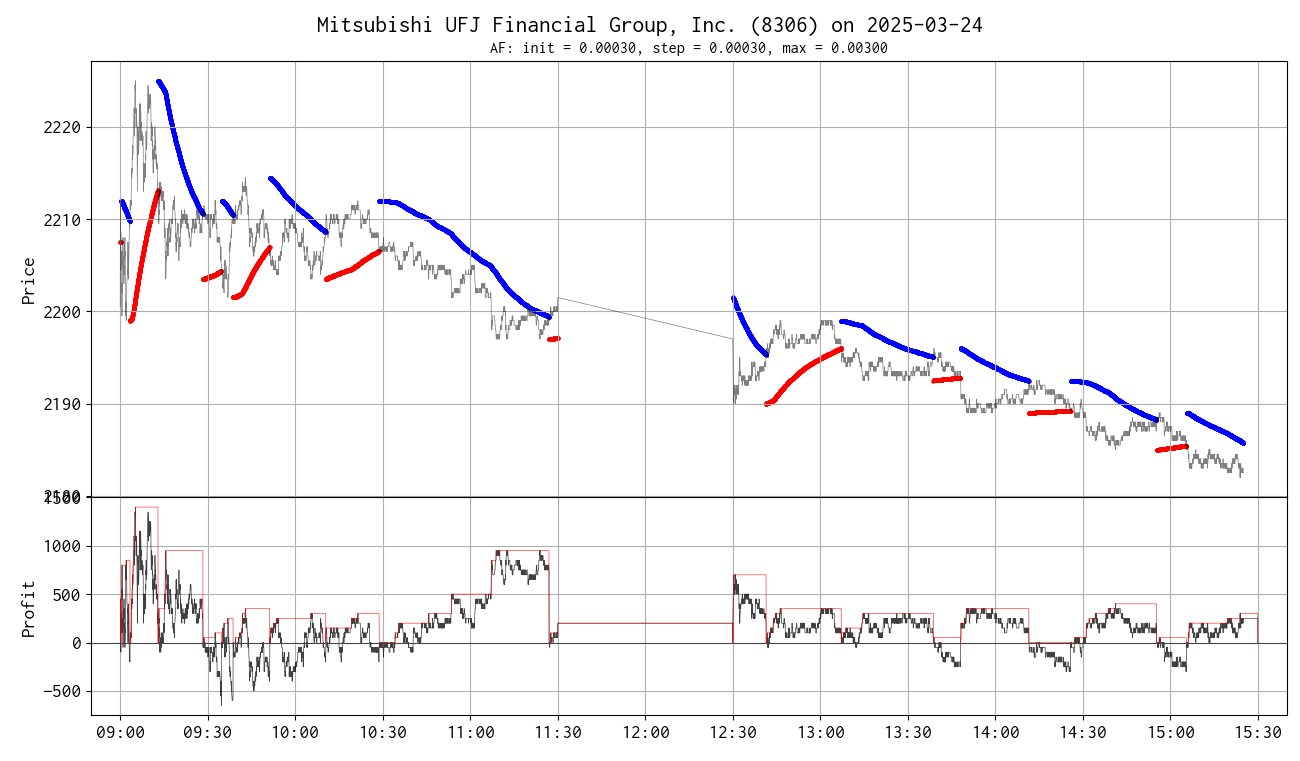 Mitsubishi UFJ Financial Group, Inc. (8306) on 2025-03-24
AF: init = 0.00030, step = 0.00030, max = 0.00300
Price
2220
2210
2200
2190
2180
1500
Profit
1000
500
0
−500
09:00 09:30 10:00 10:30 11:00 11:30 12:00 12:30 13:00 13:30 14:00 14:30 15:00 15:30